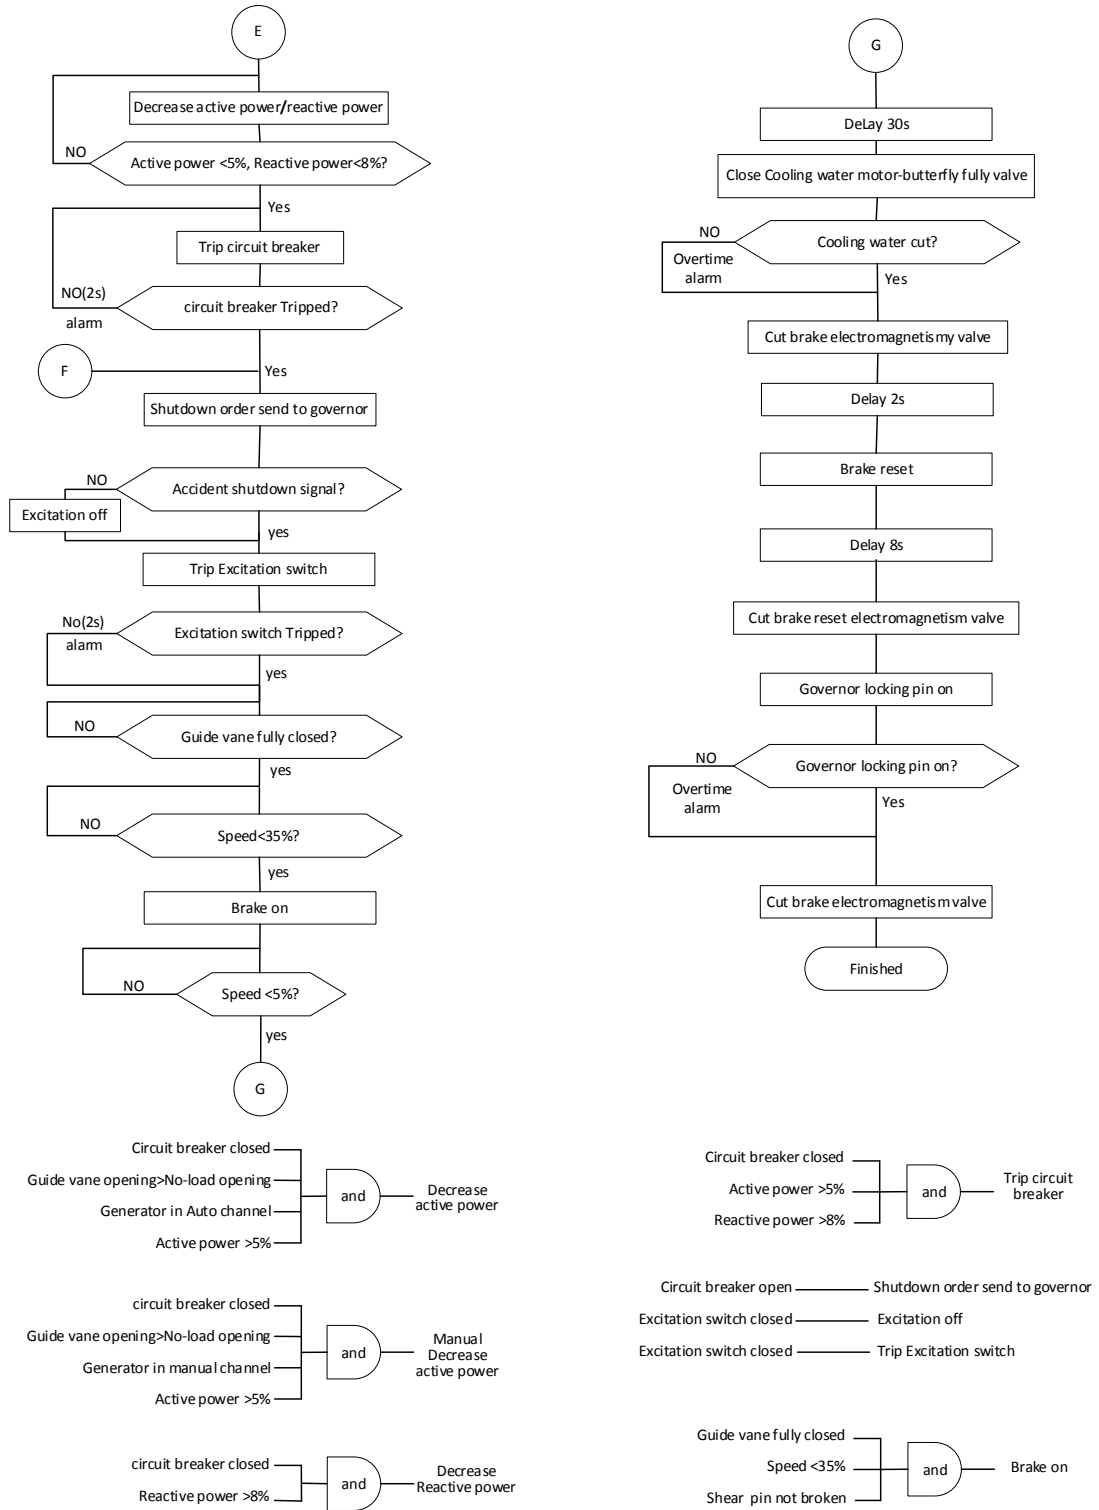 E
Decrease active power/reactive power
NO
Active power <5%, Reactive power<8%?
Yes
Trip circuit breaker
NO(2s)
alarm
circuit breaker Tripped?
F
Yes
Shutdown order send to governor
NO
Accident shutdown signal?
Excitation off
yes
Trip Excitation switch
No(2s)
alarm
Excitation switch Tripped?
yes
NO
Guide vane fully closed?
yes
NO
Speed<35%?
yes
Brake on
NO
Speed <5%?
yes
G
G
DeLay 30s
Close Cooling water motor-butterfly fully valve
NO
Cooling water cut?
Overtime
alarm
Yes
Cut brake electromagnetismy valve
Delay 2s
Brake reset
Delay 8s
Cut brake reset electromagnetism valve
Governor locking pin on
NO
Governor locking pin on?
Overtime
alarm
Yes
Cut brake electromagnetism valve
Finished
Circuit breaker closed
Guide vane opening>No-load opening
Generator in Auto channel
Active power >5%
and
Decrease
active power
circuit breaker closed
Guide vane opening>No-load opening
Generator in manual channel
Active power >5%
and
Manual
Decrease
active power
circuit breaker closed
Reactive power >8%
and
Decrease
Reactive power
Circuit breaker closed
Active power >5%
Reactive power >8%
and
Trip circuit
breaker
Circuit breaker open
Shutdown order send to governor
Excitation switch closed
Excitation off
Excitation switch closed
Trip Excitation switch
Guide vane fully closed
Speed <35%
Shear pin not broken
and
Brake on